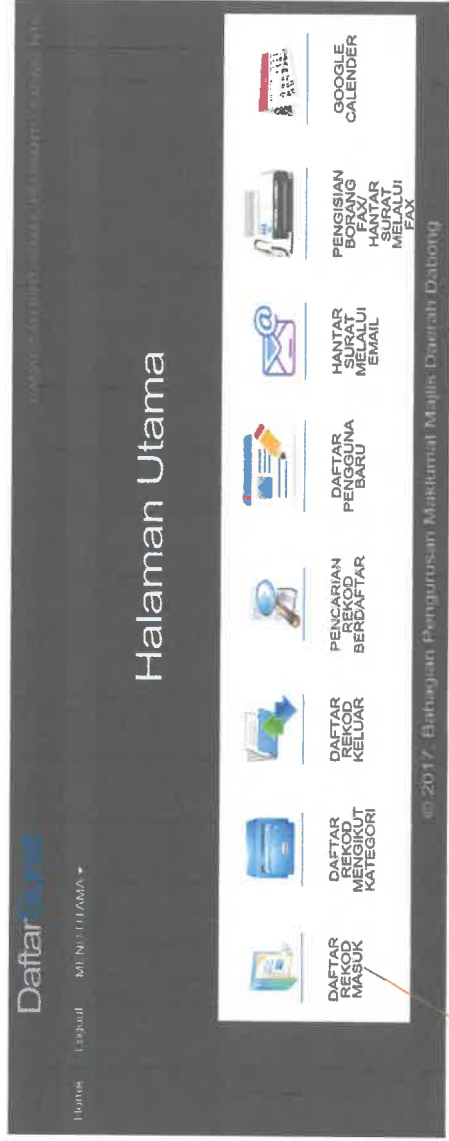 Home Logout MENU UTAMA
Halaman Utama
DAFTAR
REKOD
MASUK
DAFTAR
REKOD
MENGIKUT
KATEGORI
DAFTAR
REKOD
KELUAR
PENCARIAN
REKOD
BERDAFTAR
DAFTAR
PENGGUNA
BARU
HANTAR
SURAT
MELALUI
EMAIL
PENGISIAN
BORANG
FAX/
HANTAR
SURAT
MELALUI
FAX
GOOGLE
CALENDER
© 2017. Bahagian Pengurusan Maklumat Majlis Daerah Dabong